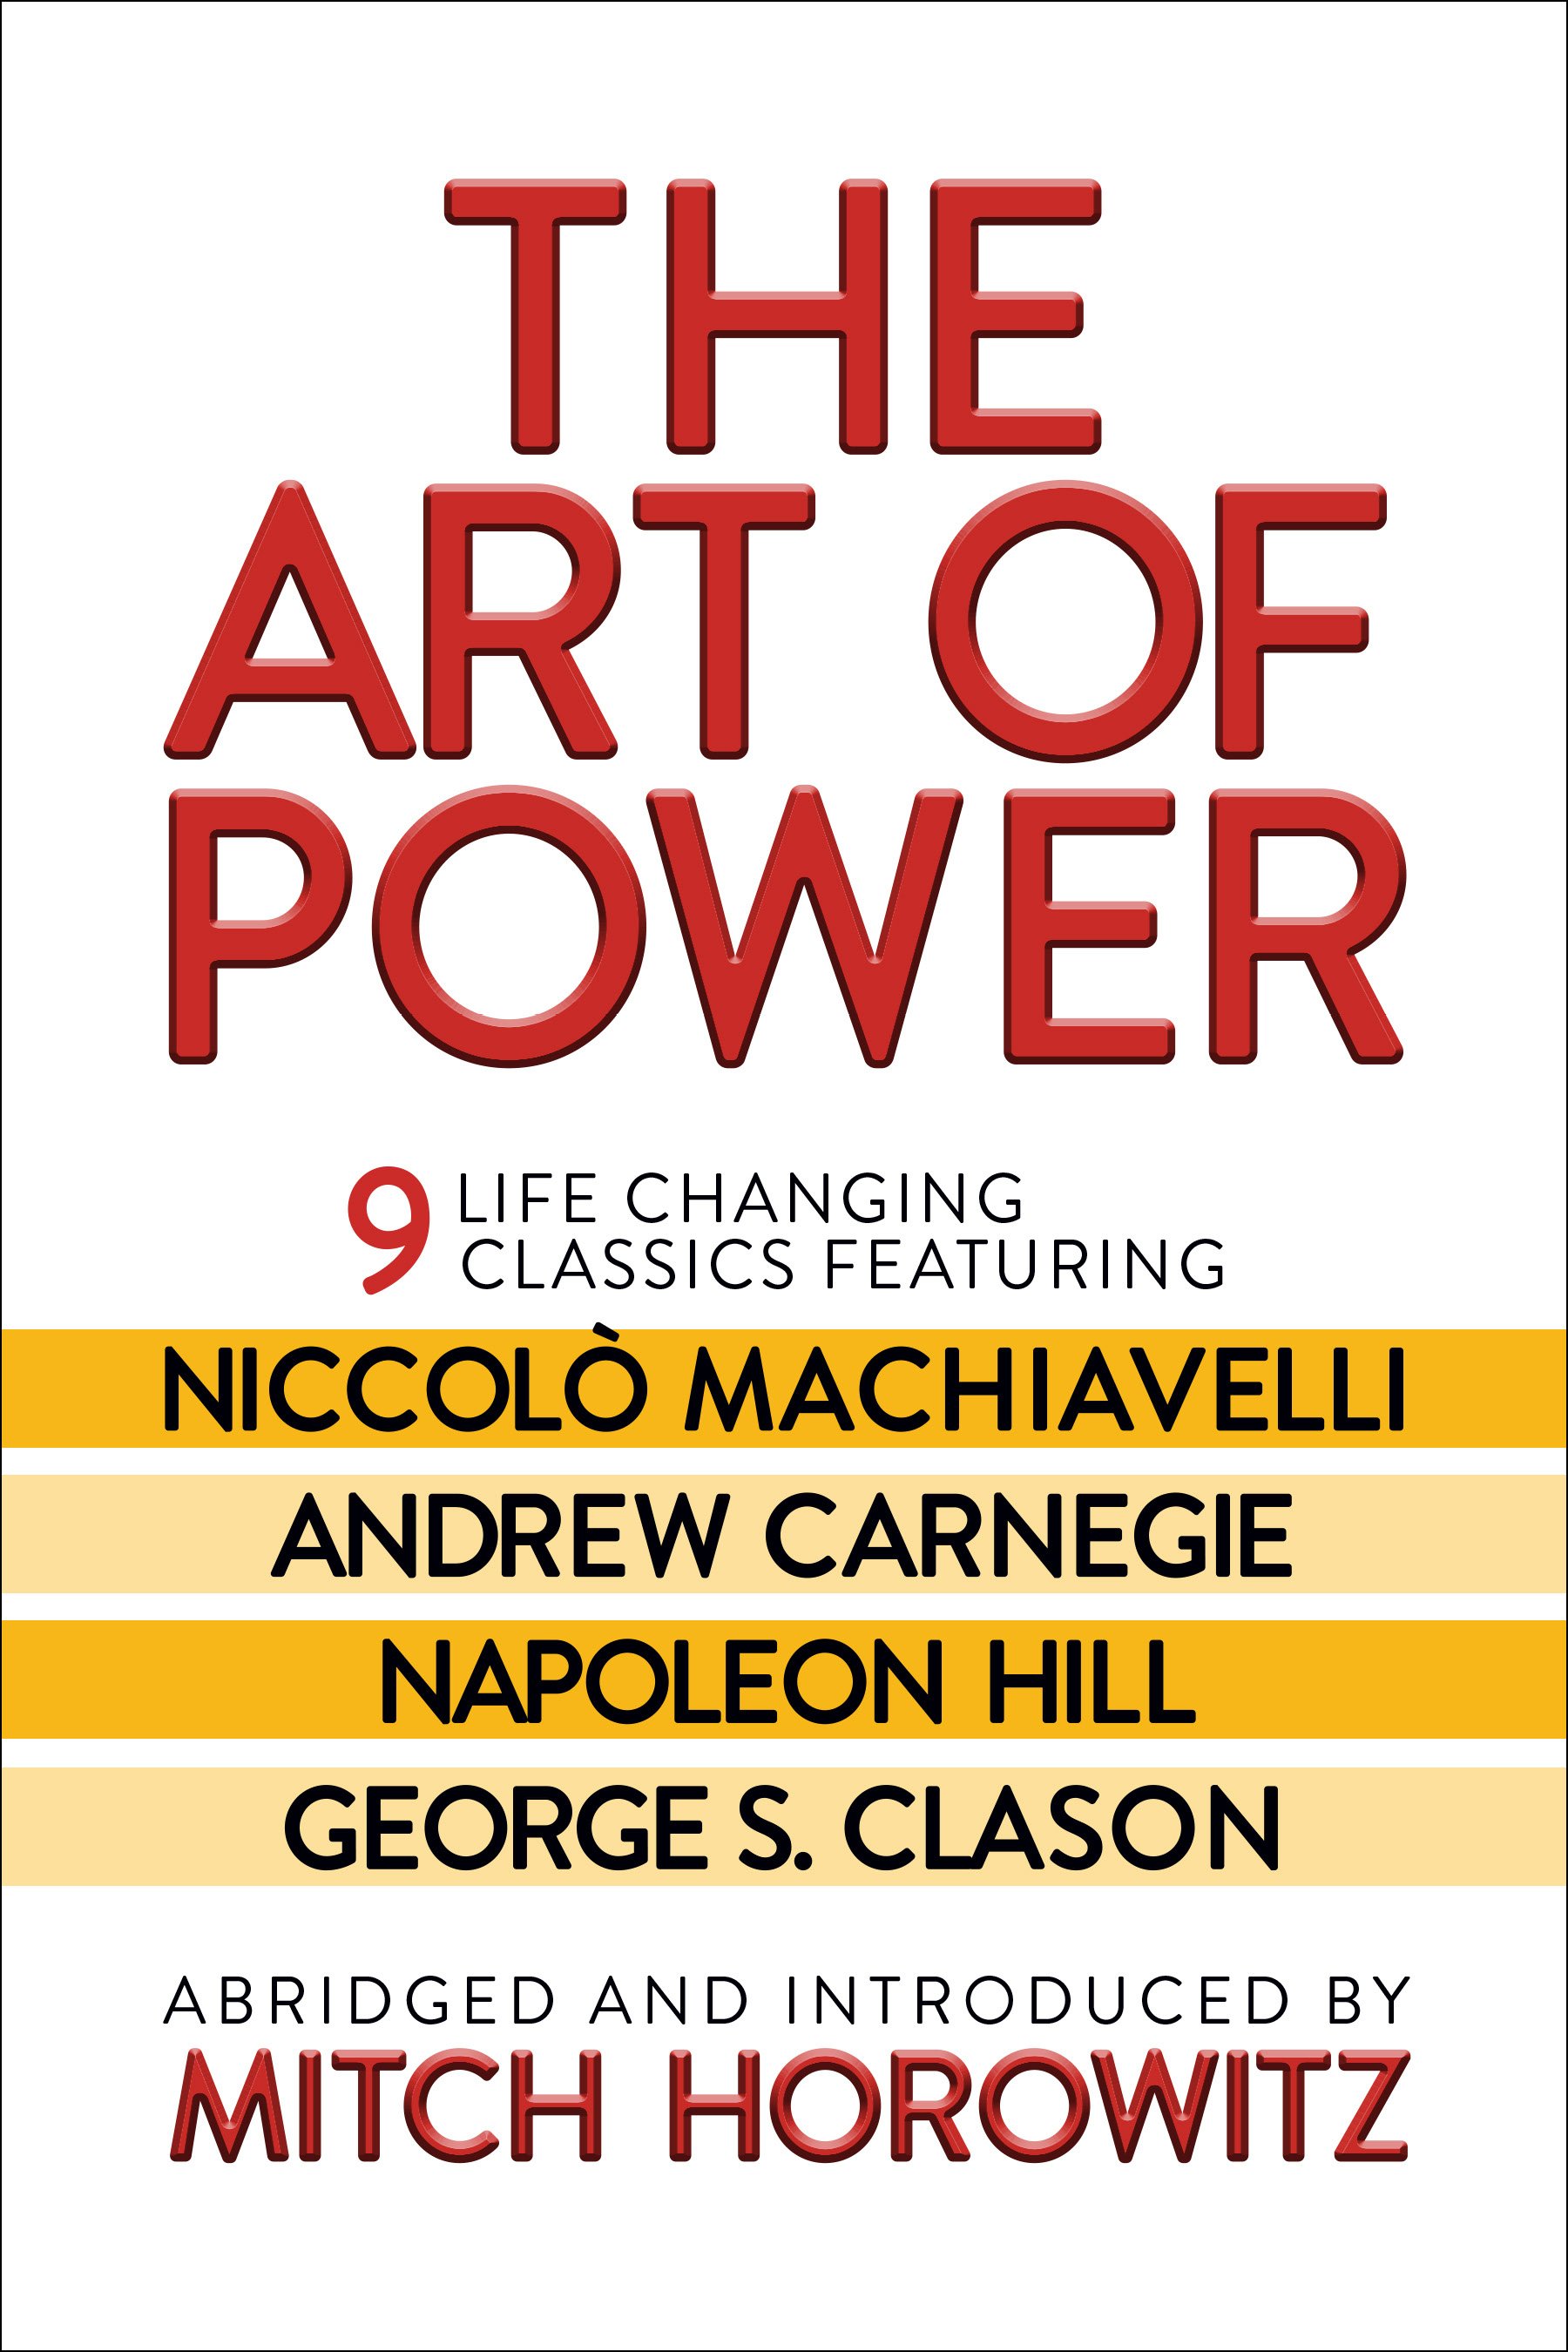 THE
ART OF
POWER
9 LIFE CHANGING
CLASSICS FEATURING
NICCOLÒ MACHIAVELLI
ANDREW CARNEGIE
NAPOLEON HILL
GEORGE S. CLASON
ABRIDGED AND INTRODUCED BY
MITCH HOROWITZ